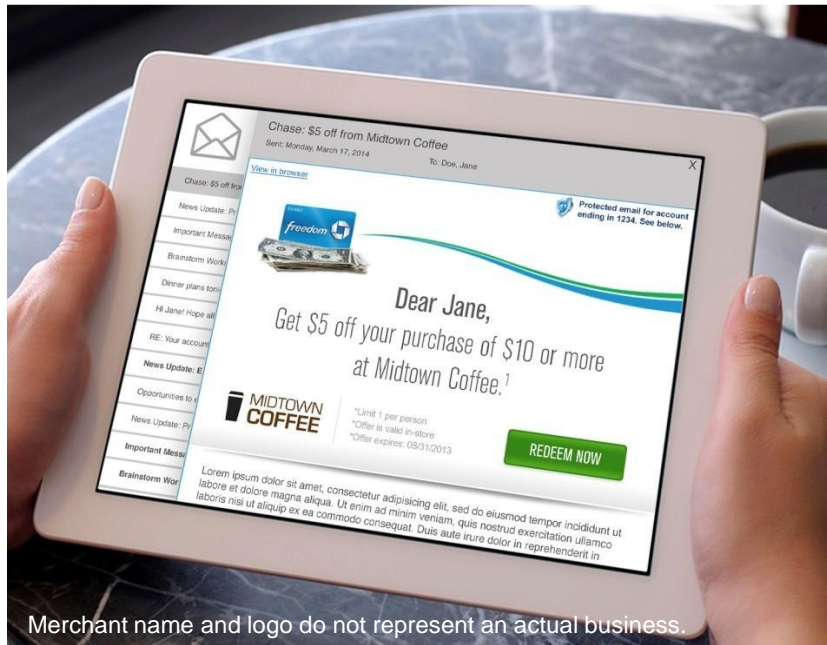 Chase: $5 off from Midtown Coffee
Sent: Monday, March 17, 2014 To: Doe, Jane
X
Chase: $5 off from
News Update: Pr
Important Messag
Brainstorm Works
Dinner plans tonig
Hi Jane! Hope all
RE: Your account
News Update: E
Opportunities to
News Update: Pr
Important Messa
Brainstorm Wor
View in browser
Protected email for account
ending in 1234. See below.
freedom
Dear Jane,
Get $5 off your purchase of $10 or more
at Midtown Coffee.1
MIDTOWN
COFFEE
*Limit 1 per person
*Offer is valid in-store
*Offer expires: 08/31/2013
REDEEM NOW
Lorem ipsum dolor sit amet, consectetur adipisicing elit, sed do eiusmod tempor incididunt ut
labore et dolore magna aliqua. Ut enim ad minim veniam, quis nostrud exercitation ullamco
laboris nisi ut aliquip ex ea commodo consequat. Duis aute irure dolor in reprehenderit in
Merchant name and logo do not represent an actual business.